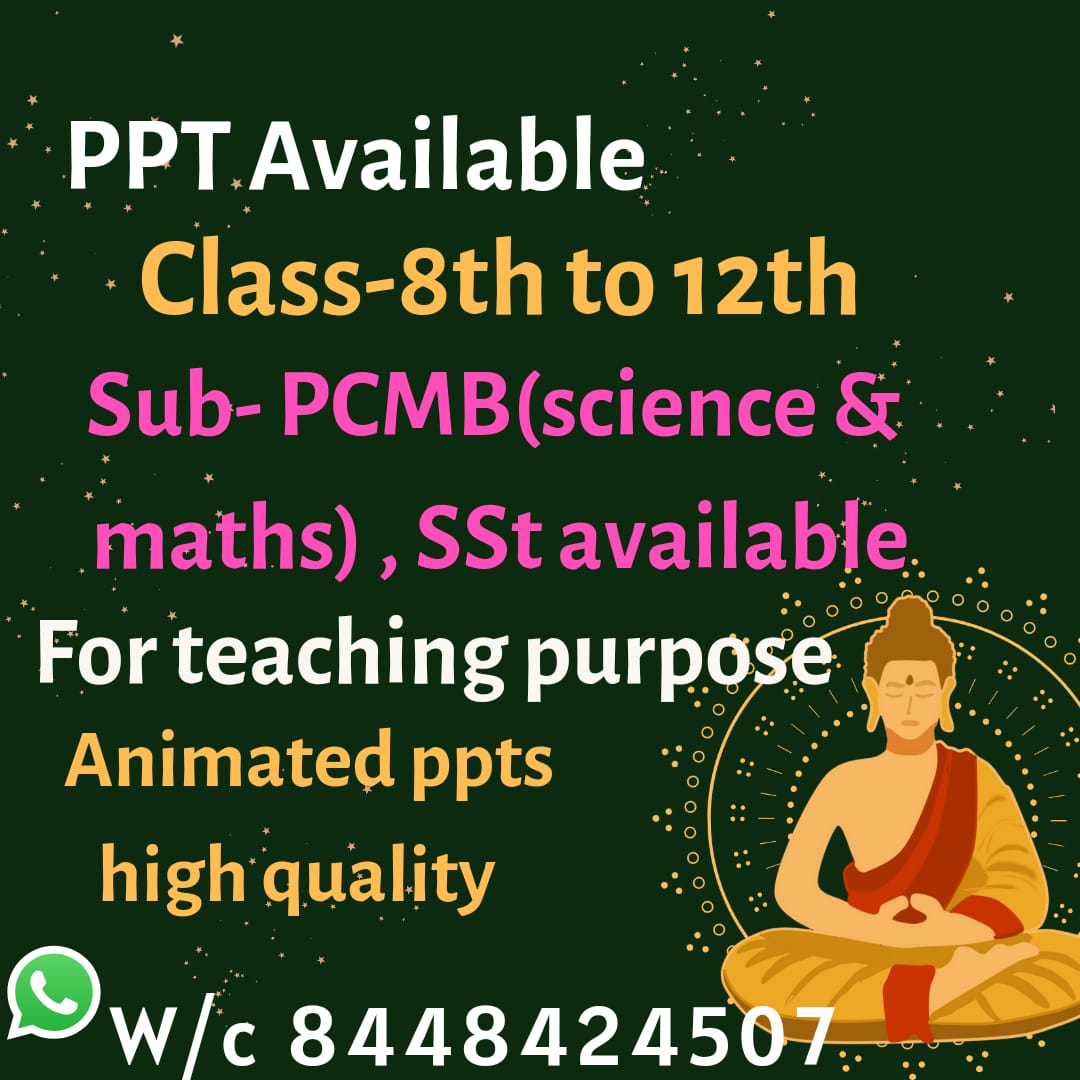 PPT Available
Class-8th to 12th
Sub- PCMB(science &
maths) , SSt available
For teaching purpose
Animated ppts
high quality
W/c 8448424507